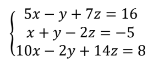 5x − y + 7z = 16
x + y − 2z = −5
10x − 2y + 14z = 8